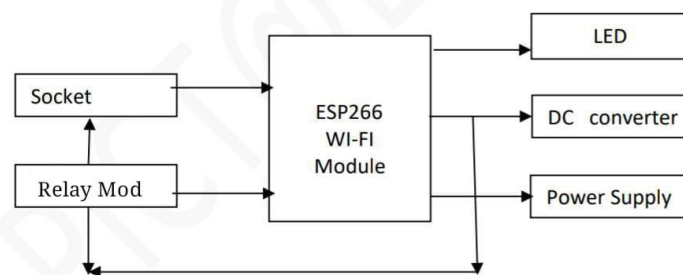 LED
Socket
ESP266
WI-FI
Module
DC converter
Relay Mod
Power Supply